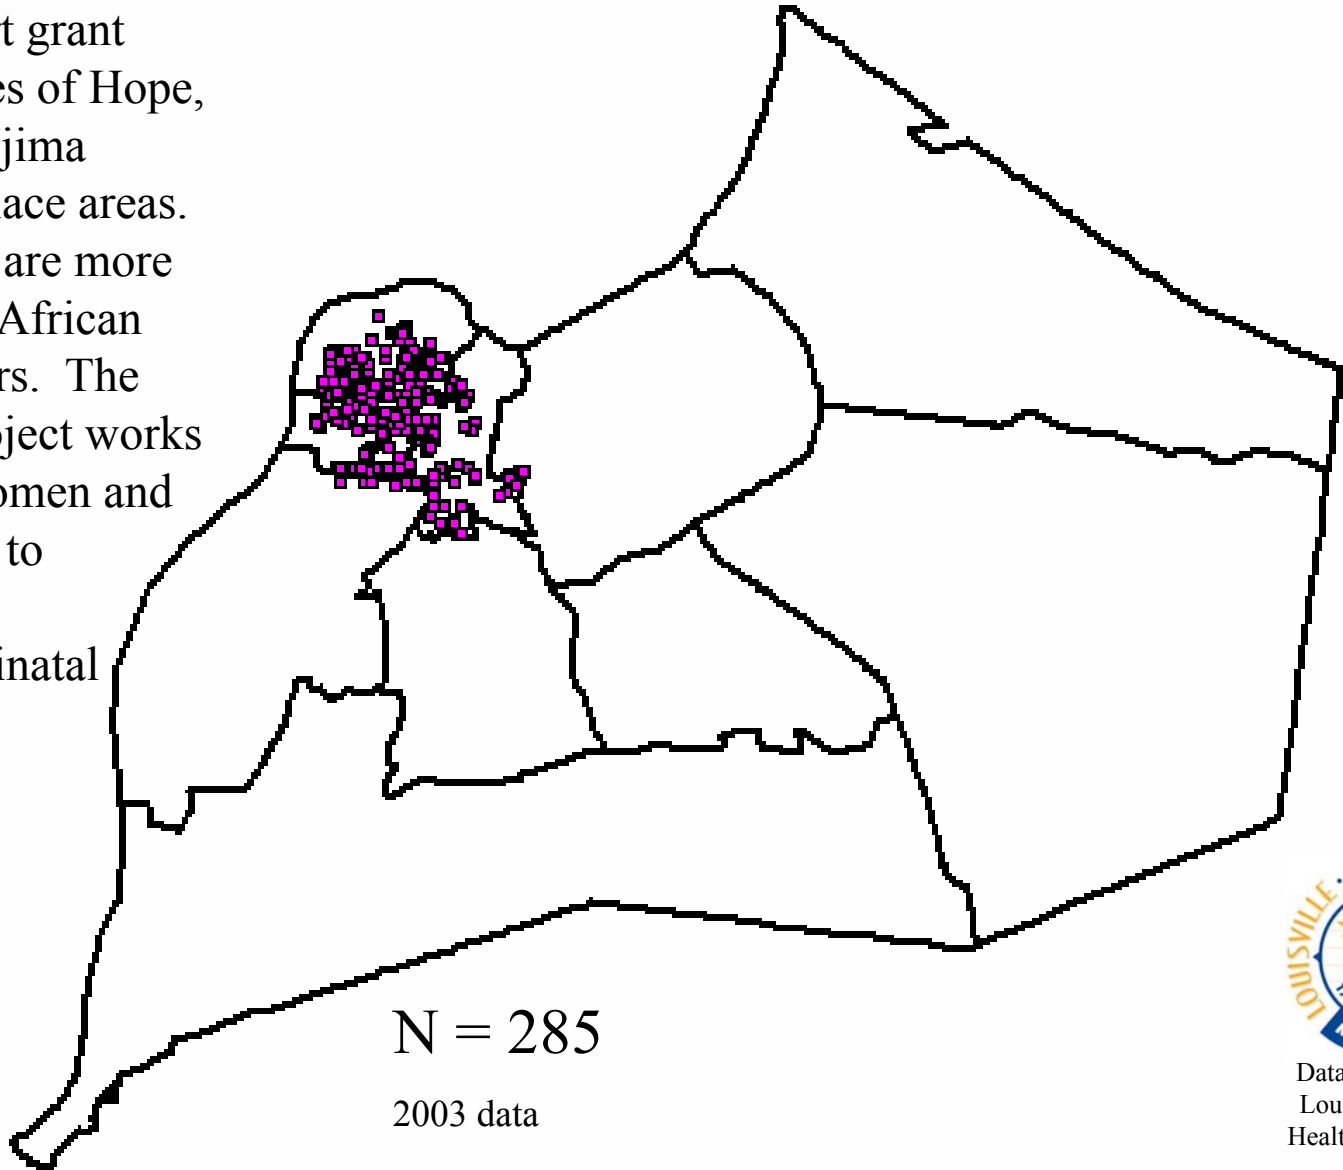 t grant
es of Hope,
jima
ace areas.
are more
African
rs. The
ject works
omen and
to
inatal
N = 285
2003 data
LOUISVILLE
Data
Lou
Healt